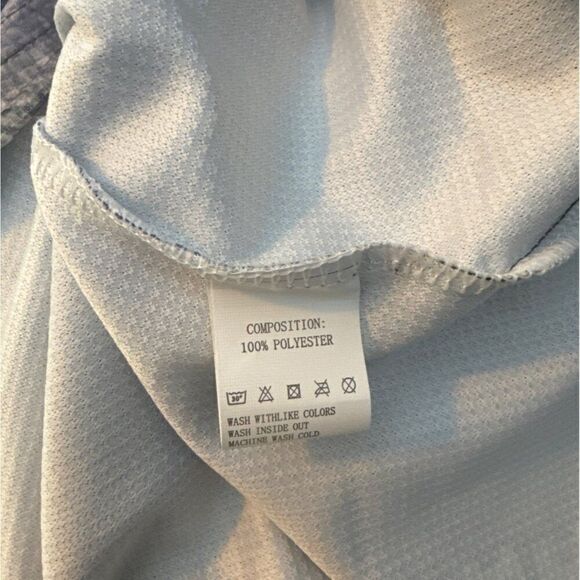 COMPOSITION:
100% POLYESTER
30°
WASH WITHLIKE COLORS
WASH INSIDE OUT
MACHINE WASH COLD